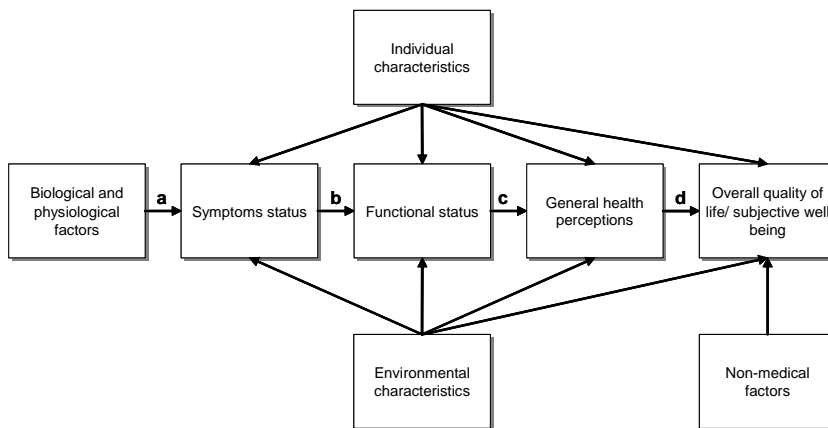 Individual
characteristics
Biological and
physiological
factors
a
Symptoms status
b
Functional status
c
General health
perceptions
d
Overall quality of
life/ subjective well
being
Environmental
characteristics
Non-medical
factors